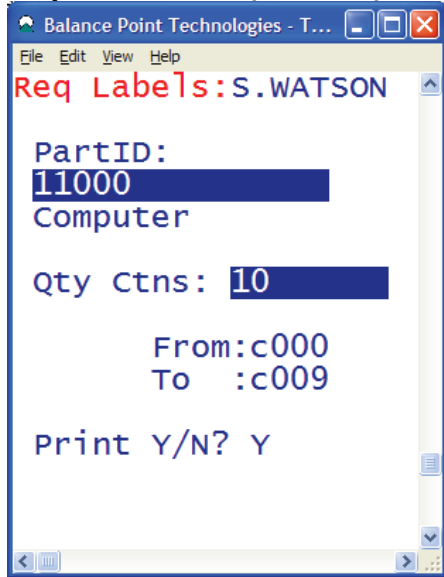 Balance Point Technologies - T...
File Edit View Help
Req Labels:S.WATSON
PartID:
11000
Computer
Qty Ctns: 10
From:c000
To :c009
Print Y/N? Y